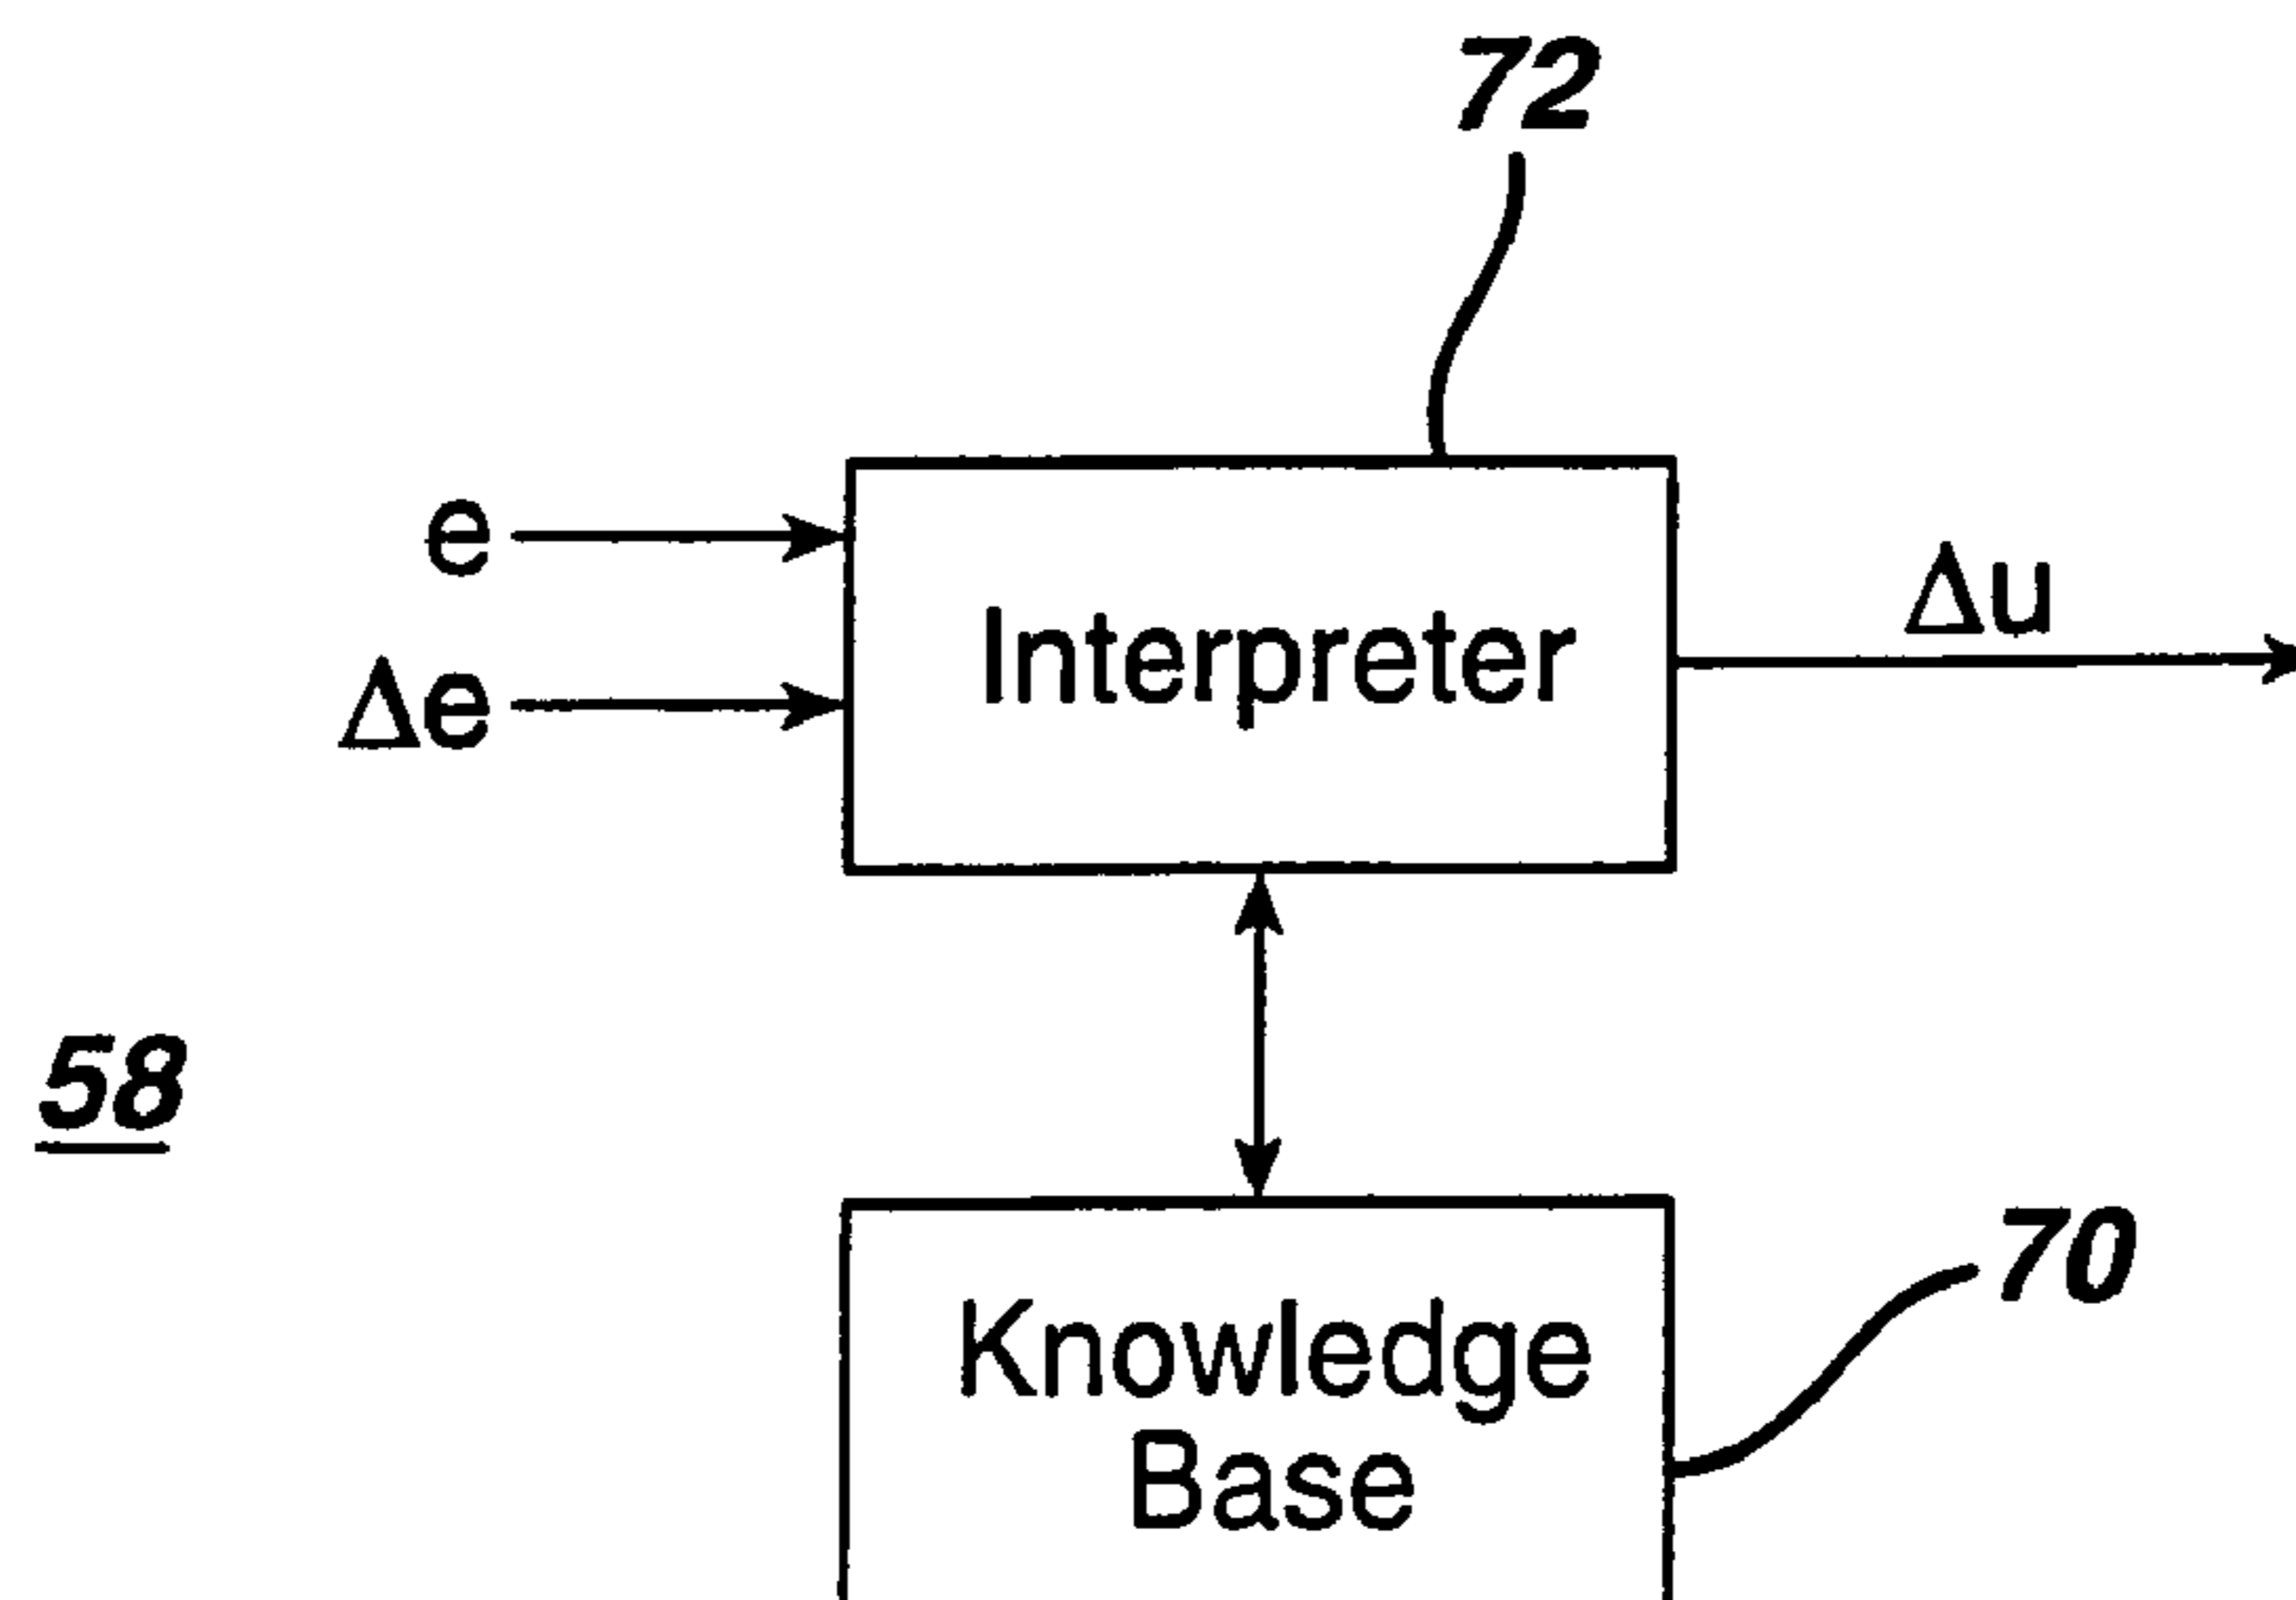 72
e
Δe
Interpreter
Δu
58
70
Knowledge
Base